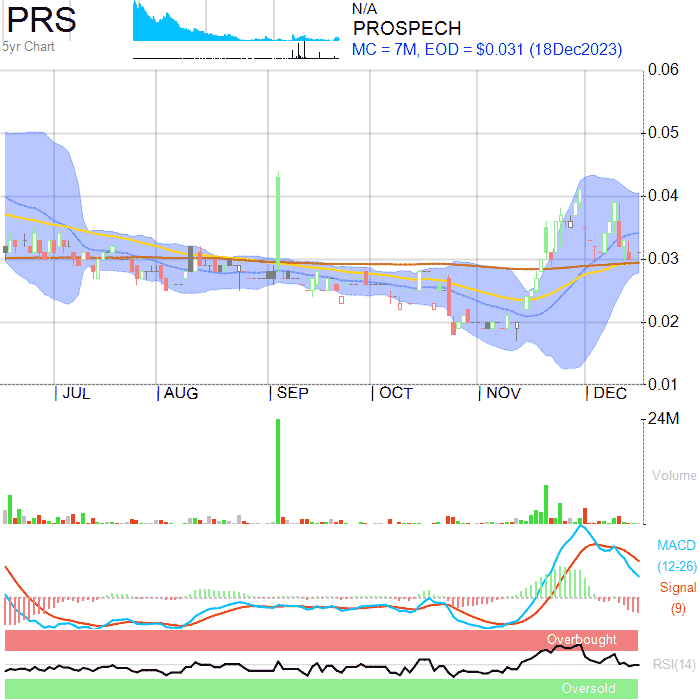 PRS
5yr Chart
N/A
PROSPECH
MC = 7M, EOD = $0.031 (18Dec2023)
0.06
0.05
0.04
0.03
0.02
0.01
JUL AUG SEP OCT NOV DEC
24M
Volume
MACD
(12-26)
Signal
(9)
Overbought
RSI(14)
Oversold